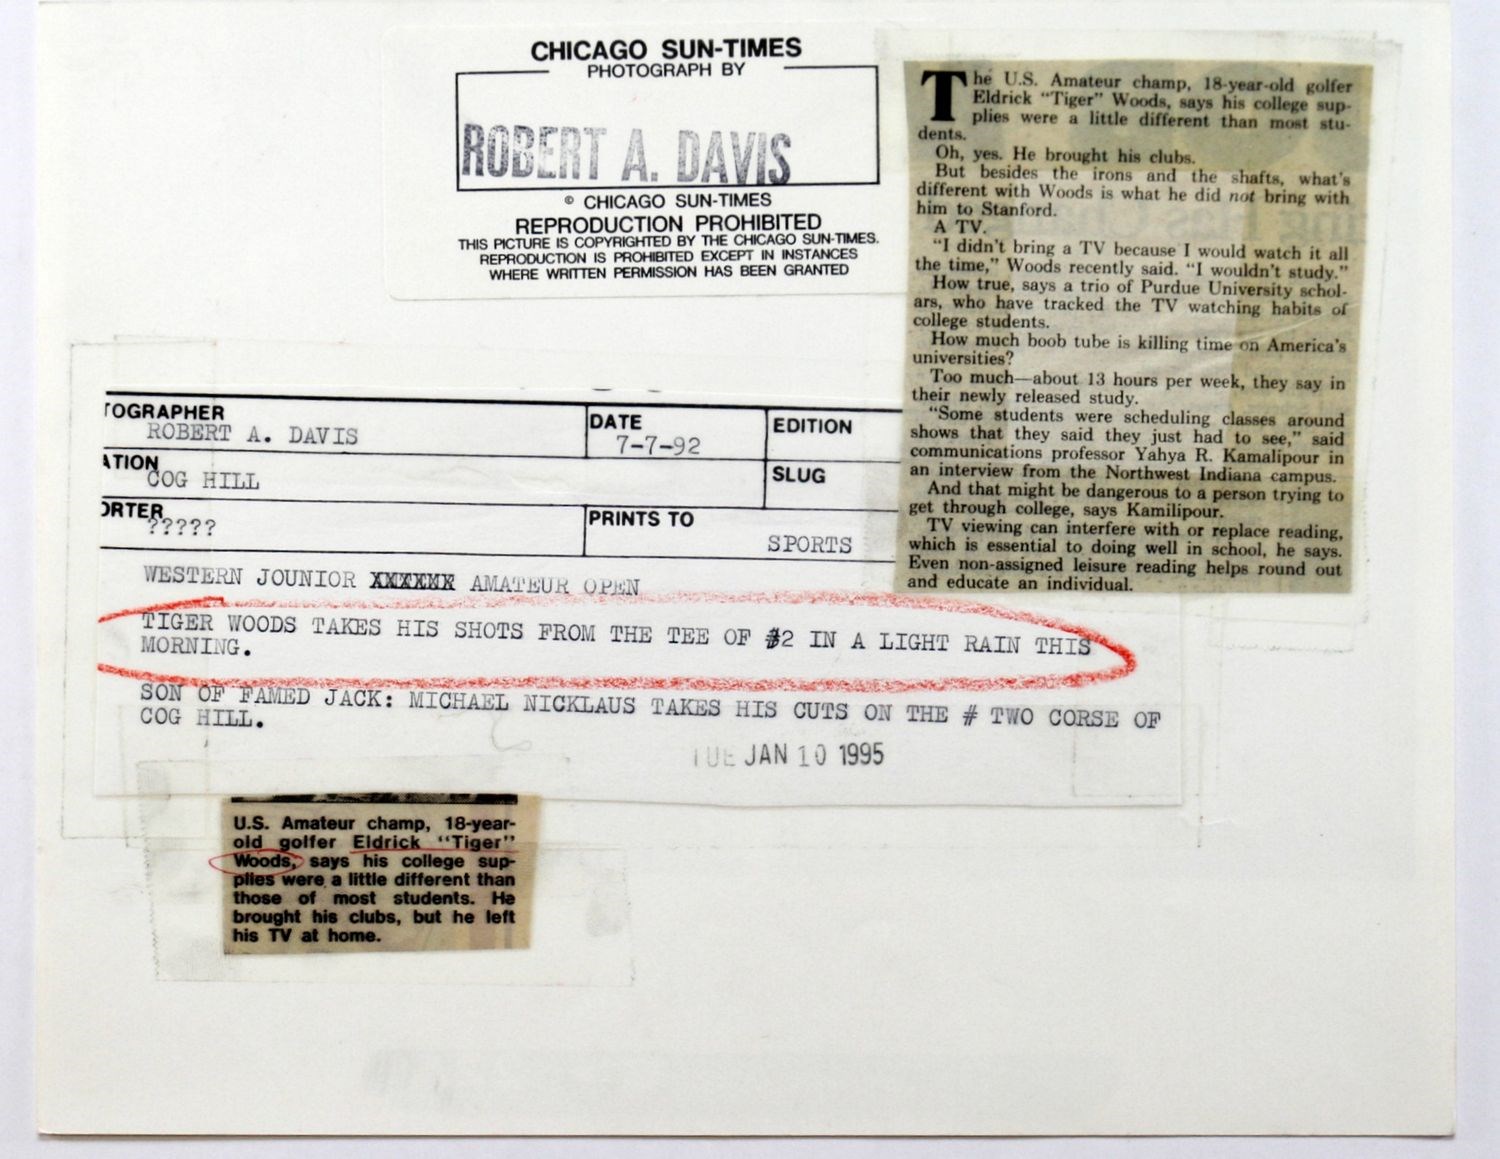 CHICAGO SUN-TIMES
PHOTOGRAPH BY
ROBERT A. DAVIS
© CHICAGO SUN-TIMES
REPRODUCTION PROHIBITED
THIS PICTURE IS COPYRIGHTED BY THE CHICAGO SUN-TIMES.
REPRODUCTION IS PROHIBITED EXCEPT IN INSTANCES
WHERE WRITTEN PERMISSION HAS BEEN GRANTED
The U.S. Amateur champ, 18-year-old golfer
Eldrick "Tiger" Woods, says his college sup-
plies were a little different than most stu-
dents.
Oh, yes. He brought his clubs.
But besides the irons and the shafts, what's
different with Woods is what he did not bring with
him to Stanford.
A TV.
"I didn't bring a TV because I would watch it all
the time," Woods recently said. "I wouldn't study."
How true, says a trio of Purdue University schol-
ars, who have tracked the TV watching habits of
college students.
How much boob tube is killing time on America's
universities?
Too much—about 13 hours per week, they say in
their newly released study.
"Some students were scheduling classes around
shows that they said they just had to see," said
communications professor Yahya R. Kamalipour in
an interview from the Northwest Indiana campus.
And that might be dangerous to a person trying to
get through college, says Kamilipour.
TV viewing can interfere with or replace reading,
which is essential to doing well in school, he says.
Even non-assigned leisure reading helps round out
and educate an individual.
TOGRAPHER
ROBERT A. DAVIS
DATE
7-7-92
EDITION
ATION
COG HILL
SLUG
ORTER
?????
PRINTS TO
SPORTS
WESTERN JOUNIOR XXXXXX AMATEUR OPEN
TIGER WOODS TAKES HIS SHOTS FROM THE TEE OF #2 IN A LIGHT RAIN THIS
MORNING.
SON OF FAMED JACK: MICHAEL NICKLAUS TAKES HIS CUTS ON THE # TWO CORSE OF
COG HILL.
TUE JAN 10 1995
U.S. Amateur champ, 18-year-
old golfer Eldrick "Tiger"
Woods, says his college sup-
plies were a little different than
those of most students. He
brought his clubs, but he left
his TV at home.